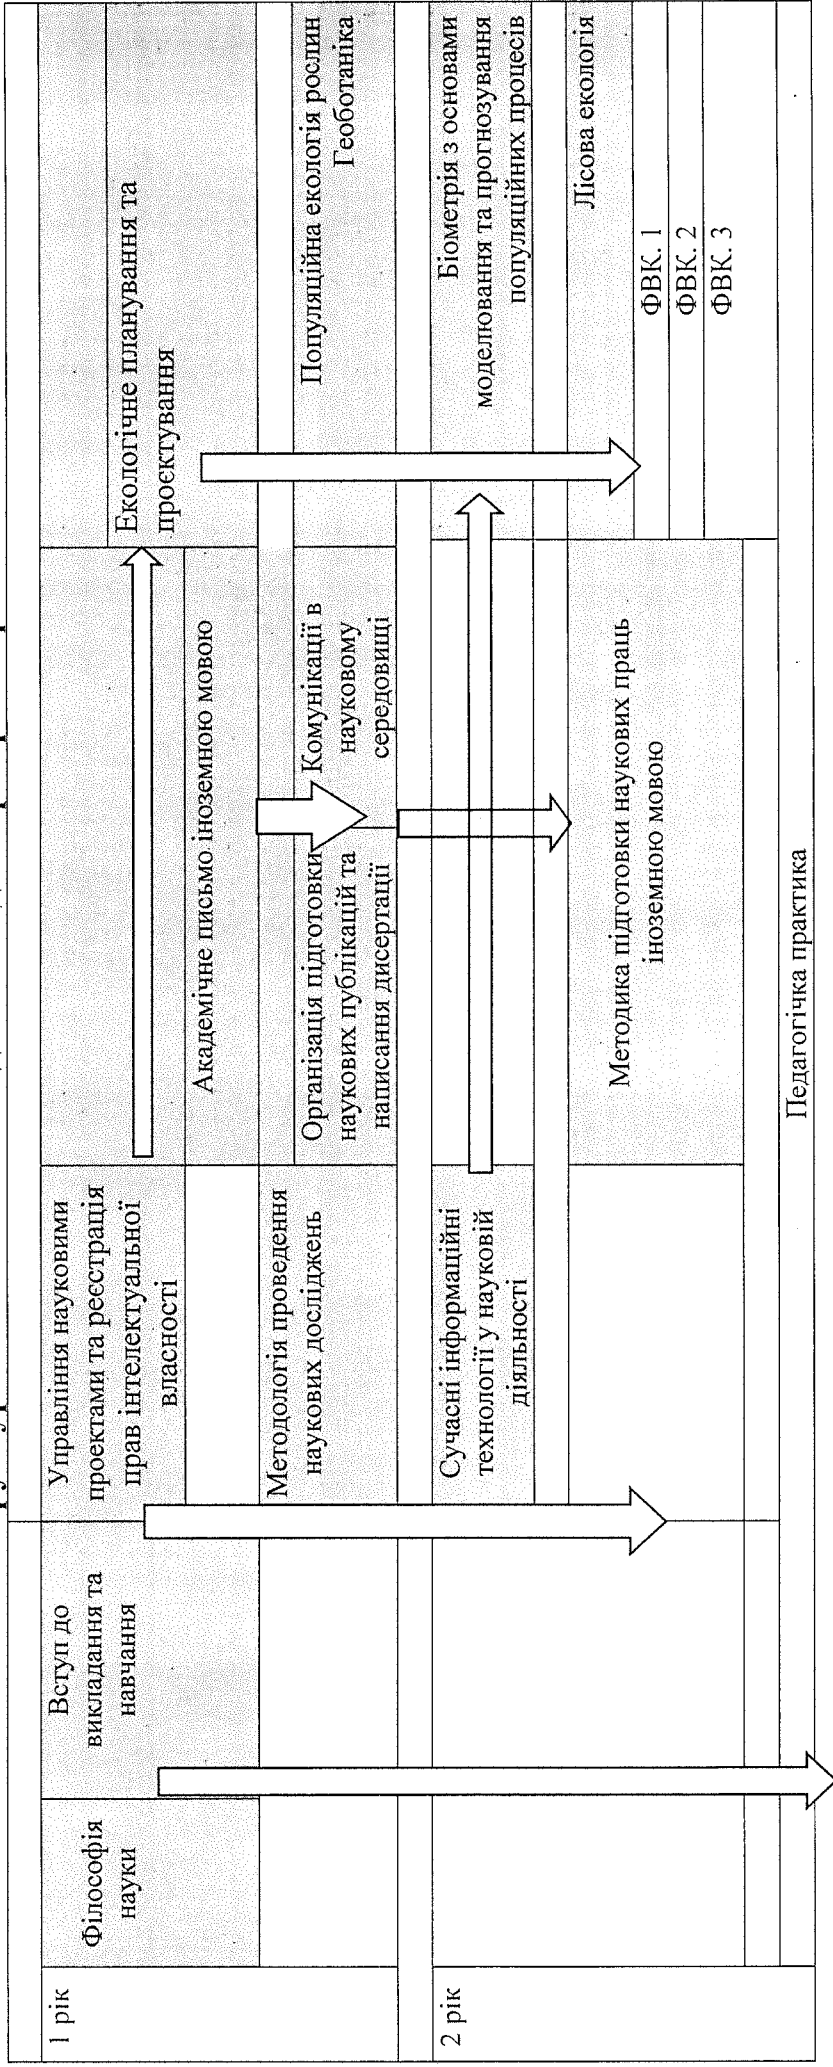 1 рік
Філософія
науки
Вступ до
викладання та
навчання
Управління науковими
проектами та реєстрація
прав інтелектуальної
власності
Академічне письмо іноземною мовою
Екологічне планування та
проєктування
Методологія проведення
наукових досліджень
Організація підготовки
наукових публікацій та
написання дисертації
Комунікації в
науковому
середовищі
Популяційна екологія рослин
Геоботаніка
2 рік
Сучасні інформаційні
технології у науковій
діяльності
Біометрія з основами
моделювання та прогнозування
популяційних процесів
Методика підготовки наукових праць
іноземною мовою
Лісова екологія
ФВК. 1
ФВК. 2
ФВК. 3
Педагогічка практика